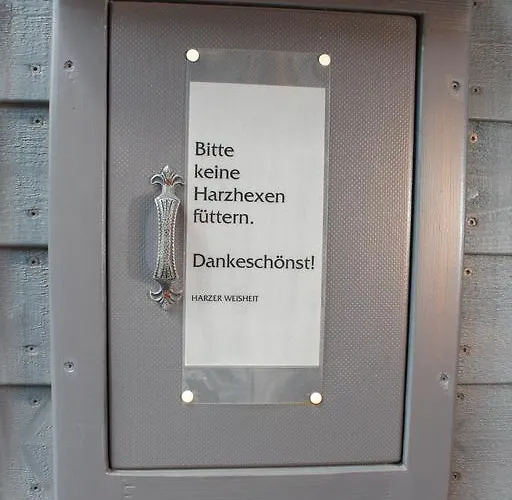 Bitte
keine
Harzhexen
füttern.
Dankeschönst!
HARZER WEISHEIT